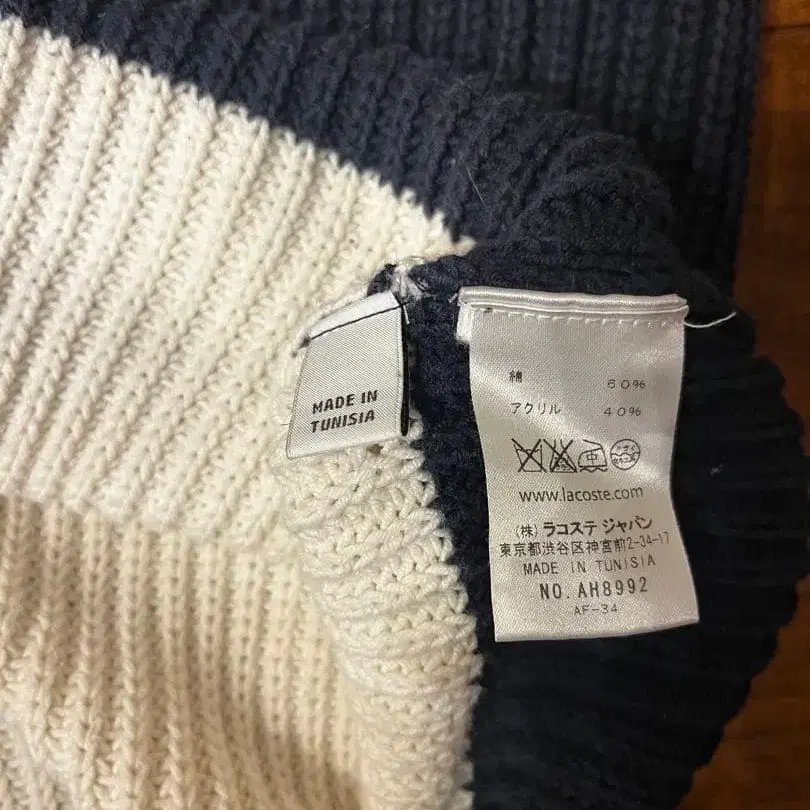 MADE IN
TUNISIA
綿 60%
アクリル 40%
中
www.lacoste.com
(株) ラコステ ジャパン
東京都渋谷区神宮前2-34-17
MADE IN TUNISIA
NO. AH8992
AF-34